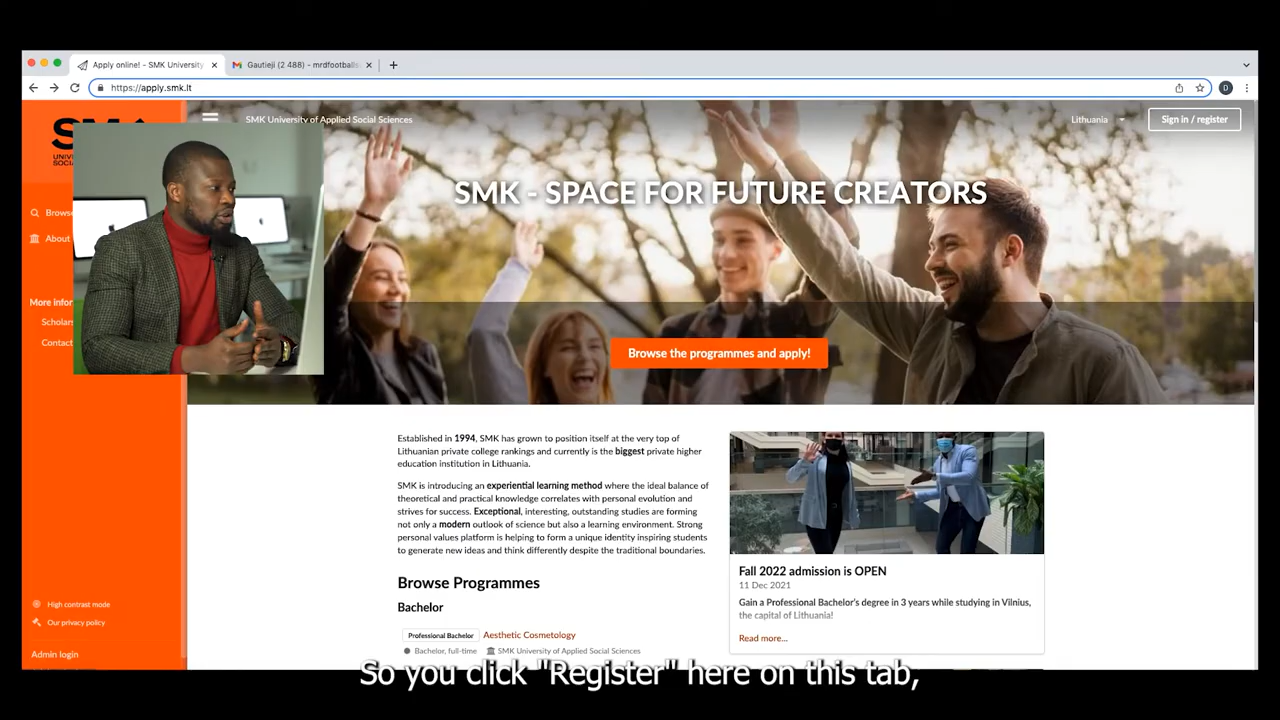 Apply online! - SMK University
Gautieji (2 488) - mrdfootballs
https://apply.smk.lt
SMK
SMK University of Applied Social Sciences
Lithuania
Sign in / register
Browse
About
More infor
Scholars
Contact
SMK - SPACE FOR FUTURE CREATORS
Browse the programmes and apply!
Established in 1994, SMK has grown to position itself at the very top of
Lithuanian private college rankings and currently is the biggest private higher
education institution in Lithuania.
SMK is introducing an experiential learning method where the ideal balance of
theoretical and practical knowledge correlates with personal evolution and
strives for success. Exceptional, interesting, outstanding studies are forming
not only a modern outlook of science but also a learning environment. Strong
personal values platform is helping to form a unique identity inspiring students
to generate new ideas and think differently despite the traditional boundaries.
Browse Programmes
Bachelor
Professional Bachelor Aesthetic Cosmetology
Bachelor, full-time SMK University of Applied Social Sciences
Fall 2022 admission is OPEN
11 Dec 2021
Gain a Professional Bachelor's degree in 3 years while studying in Vilnius,
the capital of Lithuania!
Read more...
High contrast mode
Our privacy policy
Admin login
So you click "Register" here on this tab,